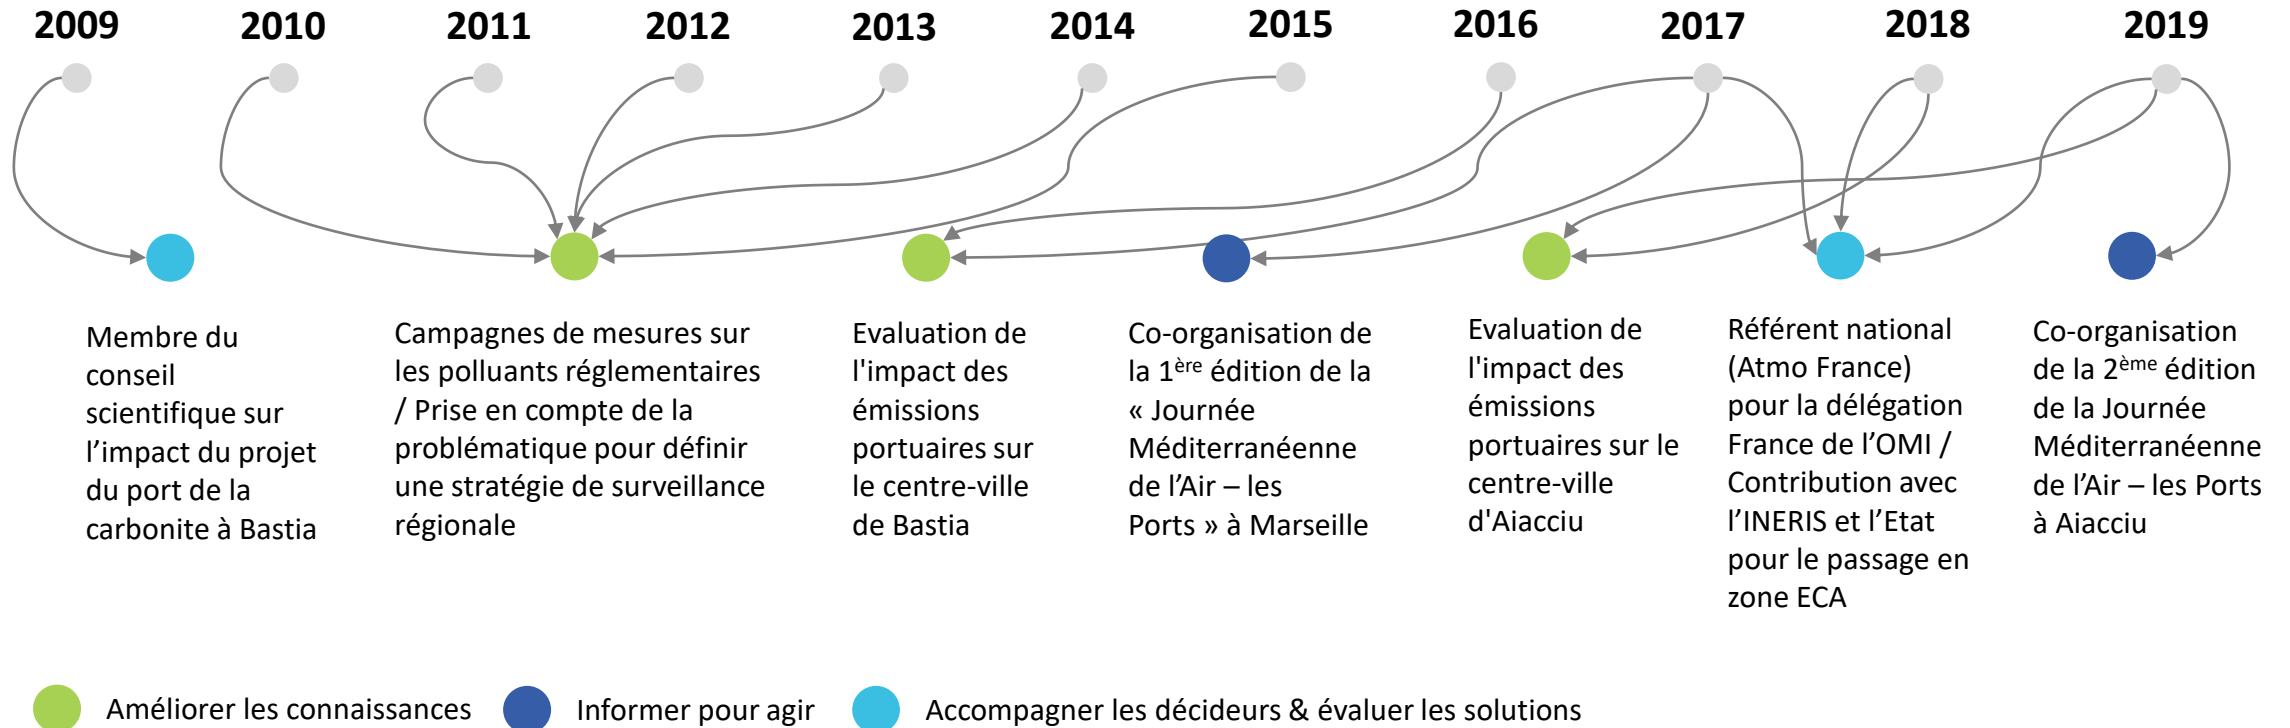 2009 2010 2011 2012 2013 2014 2015 2016 2017 2018 2019
Membre du
conseil
scientifique sur
l’impact du projet
du port de la
carbonite à Bastia
Campagnes de mesures sur
les polluants réglementaires
/ Prise en compte de la
problématique pour définir
une stratégie de surveillance
régionale
Evaluation de
l'impact des
émissions
portuaires sur
le centre-ville
de Bastia
Co-organisation de
la 1ère édition de la
« Journée
Méditerranéenne
de l’Air – les
Ports » à Marseille
Evaluation de
l'impact des
émissions
portuaires sur le
centre-ville
d'Aiacciu
Référent national
(Atmo France)
pour la délégation
France de l’OMI /
Contribution avec
l’INERIS et l’Etat
pour le passage en
zone ECA
Co-organisation
de la 2ème édition
de la Journée
Méditerranéenne
de l’Air – les Ports
à Aiacciu
Améliorer les connaissances
Informer pour agir
Accompagner les décideurs & évaluer les solutions